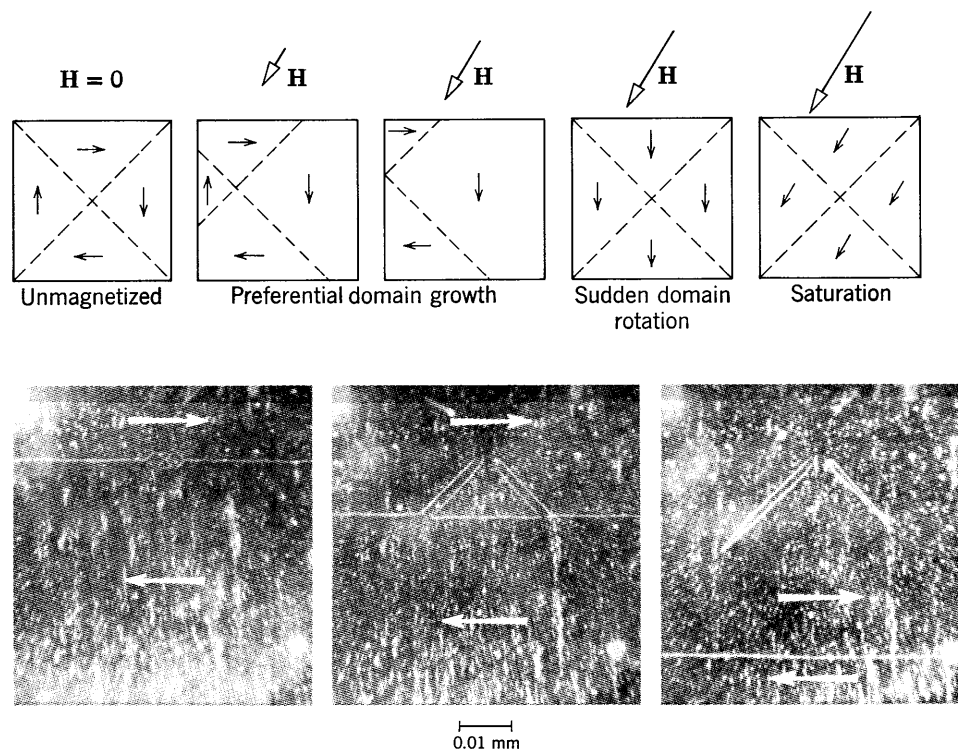 H = 0
H
H
H
H
Unmagnetized
Preferential domain growth
Sudden domain
rotation
Saturation
0.01 mm